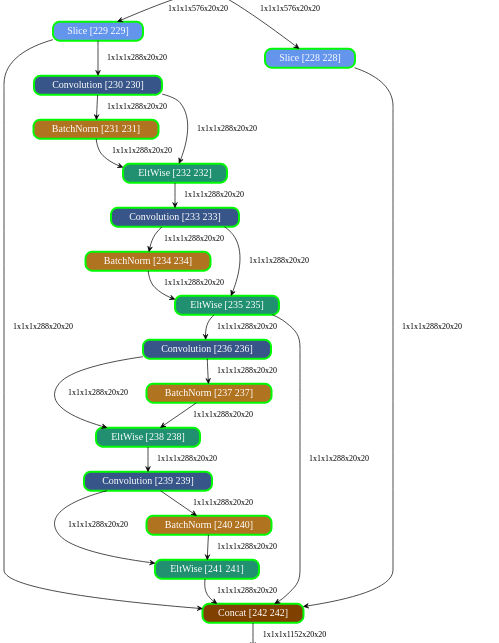 1x1x1x576x20x20 1x1x1x576x20x20
Slice [229 229]
Slice [228 228]
1x1x1x288x20x20
Convolution [230 230]
1x1x1x288x20x20
BatchNorm [231 231] 1x1x1x288x20x20
1x1x1x288x20x20
EltWise [232 232]
1x1x1x288x20x20
Convolution [233 233]
1x1x1x288x20x20
BatchNorm [234 234] 1x1x1x288x20x20
1x1x1x288x20x20
EltWise [235 235]
1x1x1x288x20x20 1x1x1x288x20x20 1x1x1x288x20x20
Convolution [236 236]
1x1x1x288x20x20
1x1x1x288x20x20 BatchNorm [237 237]
1x1x1x288x20x20
EltWise [238 238]
1x1x1x288x20x20 1x1x1x288x20x20
Convolution [239 239]
1x1x1x288x20x20
1x1x1x288x20x20 BatchNorm [240 240]
1x1x1x288x20x20
EltWise [241 241]
1x1x1x288x20x20
Concat [242 242]
1x1x1x1152x20x20